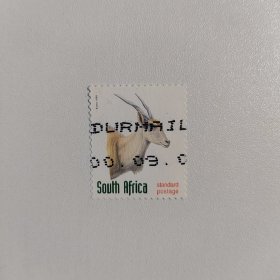 DURMAIL
00.09.0
South Africa
standard
postage